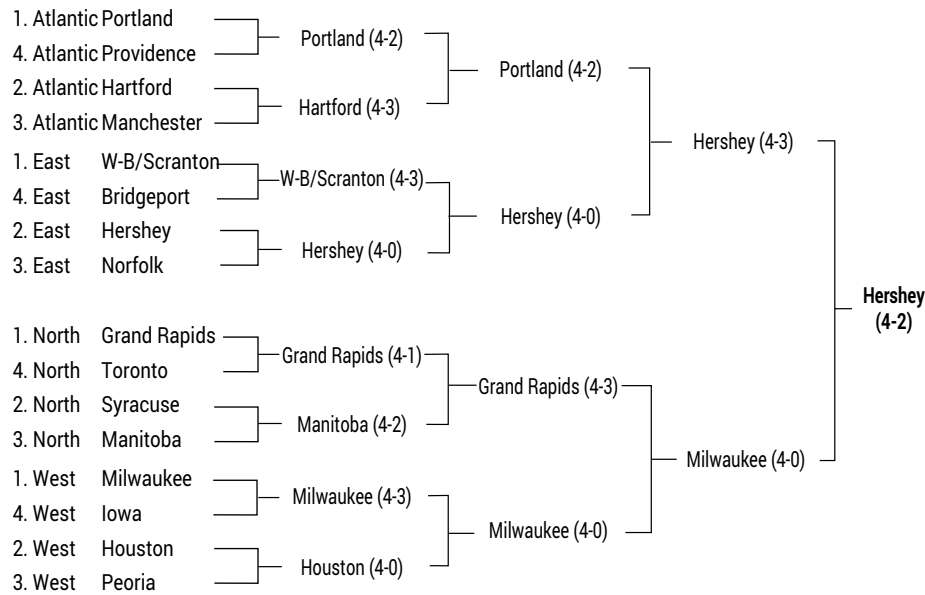 1. Atlantic Portland
4. Atlantic Providence
2. Atlantic Hartford
3. Atlantic Manchester
1. East W-B/Scranton
4. East Bridgeport
2. East Hershey
3. East Norfolk
1. North Grand Rapids
4. North Toronto
2. North Syracuse
3. North Manitoba
1. West Milwaukee
4. West Iowa
2. West Houston
3. West Peoria
Portland (4-2)
Hartford (4-3)
W-B/Scranton (4-3)
Hershey (4-0)
Grand Rapids (4-1)
Manitoba (4-2)
Milwaukee (4-3)
Houston (4-0)
Portland (4-2)
Hershey (4-0)
Grand Rapids (4-3)
Milwaukee (4-0)
Hershey (4-3)
Milwaukee (4-0)
Hershey
(4-2)